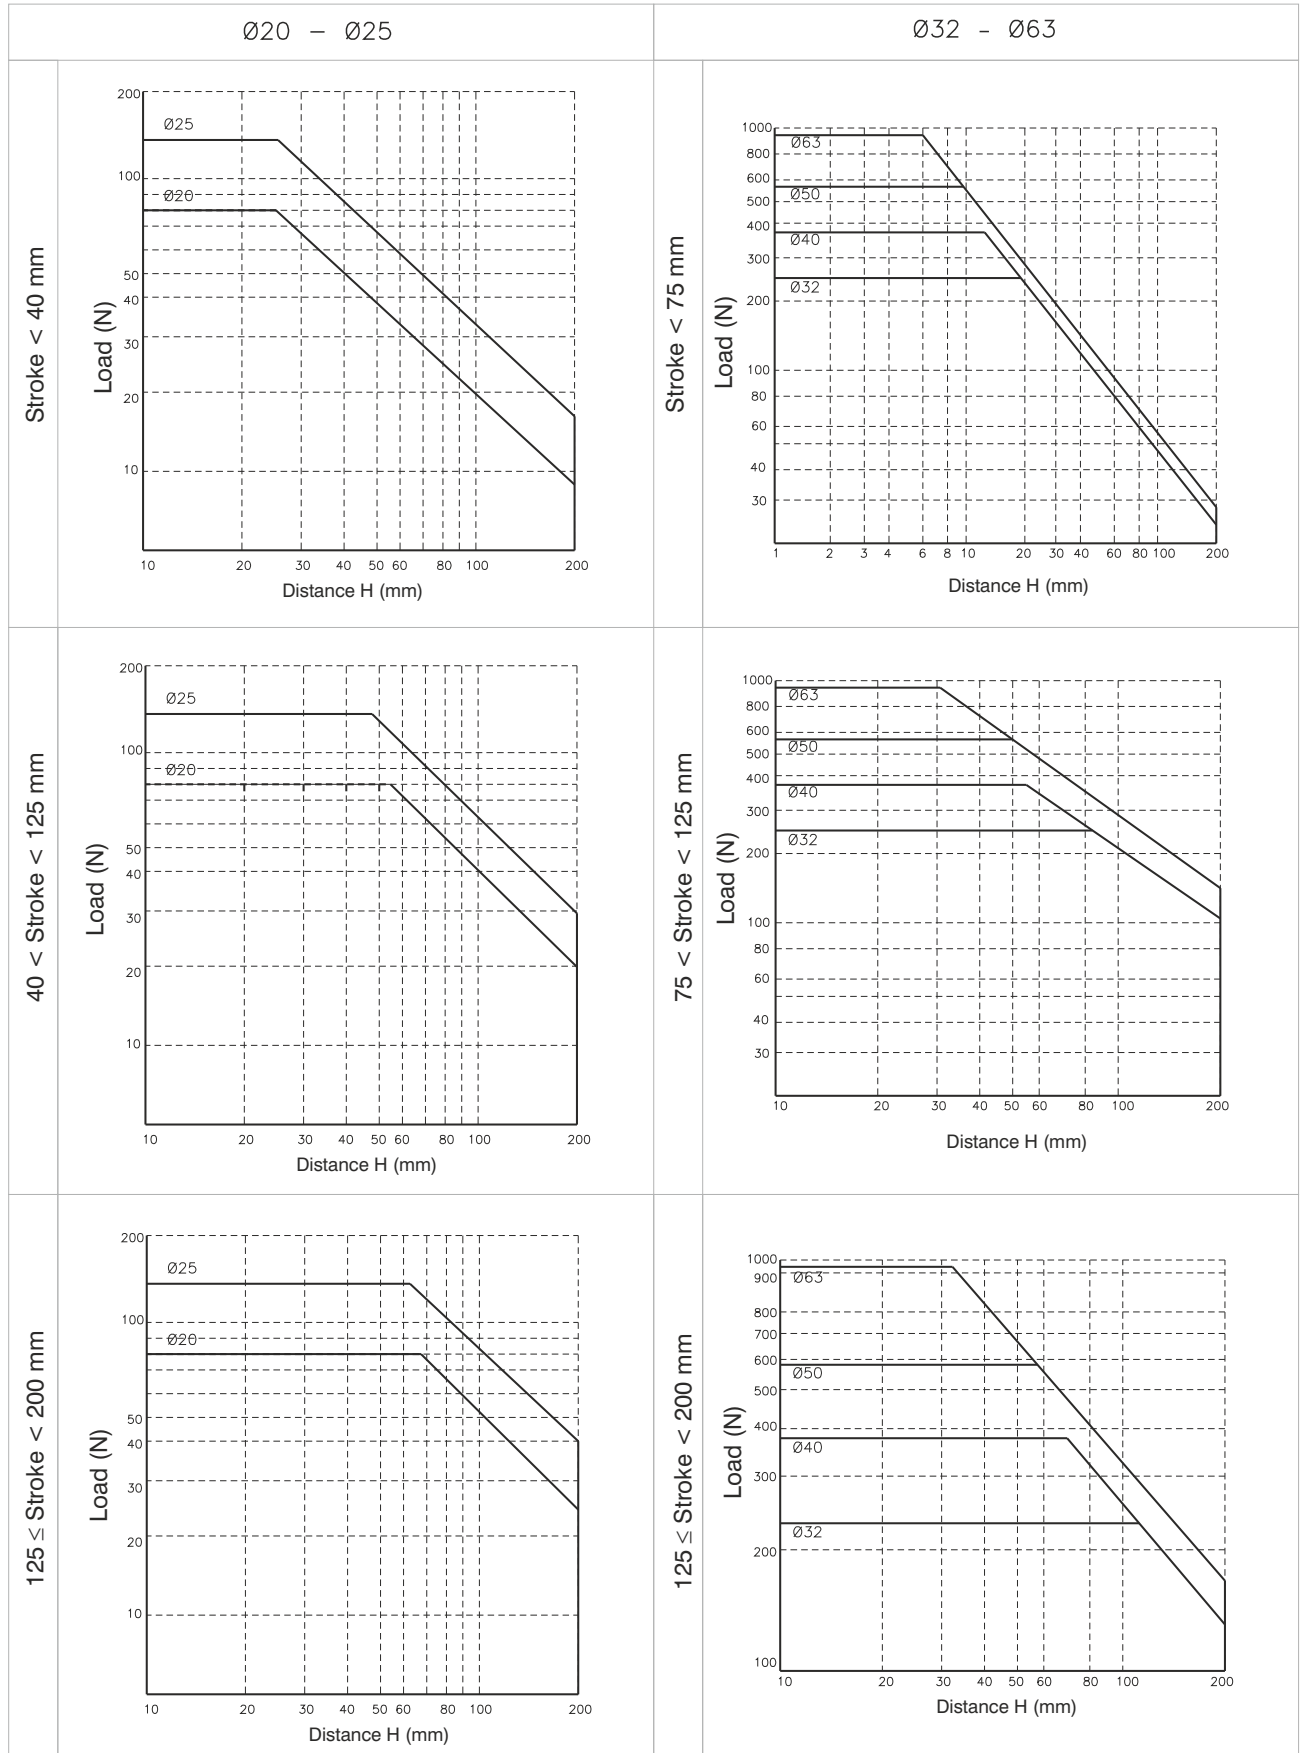 Ø20 – Ø25
Ø32 - Ø63
Stroke < 40 mm
Load (N)
200
100
50
40
30
20
10
Ø25
Ø20
10 20 30 40 50 60 80 100 200
Distance H (mm)
Stroke < 75 mm
Load (N)
1000
800
600
500
400
300
200
100
80
60
40
30
Ø63
Ø50
Ø40
Ø32
1 2 3 4 6 8 10 20 30 40 60 80 100 200
Distance H (mm)
40 < Stroke < 125 mm
Load (N)
200
100
50
40
30
20
10
Ø25
Ø20
10 20 30 40 50 60 80 100 200
Distance H (mm)
75 < Stroke < 125 mm
Load (N)
1000
800
600
500
400
300
200
100
80
60
40
30
Ø63
Ø50
Ø40
Ø32
10 20 30 40 50 60 80 100 200
Distance H (mm)
125 ≤ Stroke < 200 mm
Load (N)
200
100
50
40
30
20
10
Ø25
Ø20
10 20 30 40 50 60 80 100 200
Distance H (mm)
125 ≤ Stroke < 200 mm
Load (N)
1000
900
800
700
600
500
400
300
200
100
Ø63
Ø50
Ø40
Ø32
10 20 30 40 50 60 80 100 200
Distance H (mm)